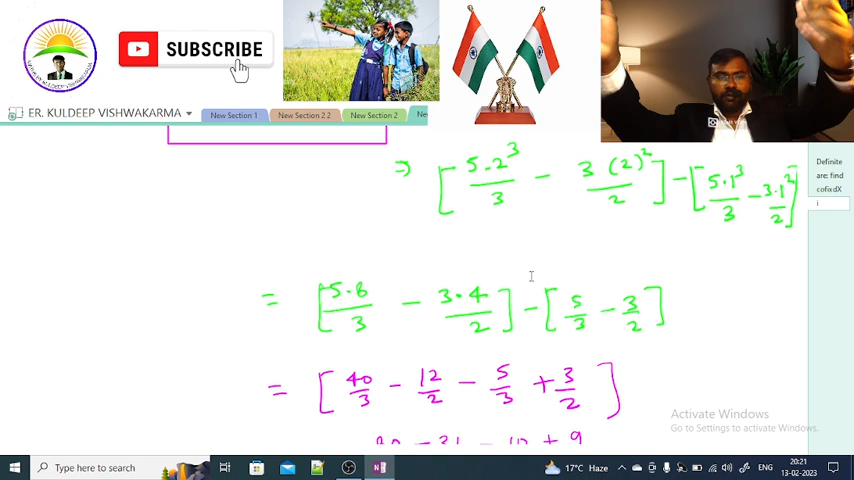 SUBSCRIBE
ER. KULDEEP VISHWAKARMA
New Section 1
New Section 2 2
New Section 2
Ne
Definite
are: find
cofixdX
i
⇒ [5·2³/3 − 3(2)²/2] − [5·1³/3 − 3·1²/2]
= [5·8/3 − 3·4/2] − [5/3 − 3/2]
= [40/3 − 12/2 − 5/3 + 3/2]
Activate Windows
Go to Settings to activate Windows.
Type here to search
17°C Haze
ENG
20:21
13-02-2023